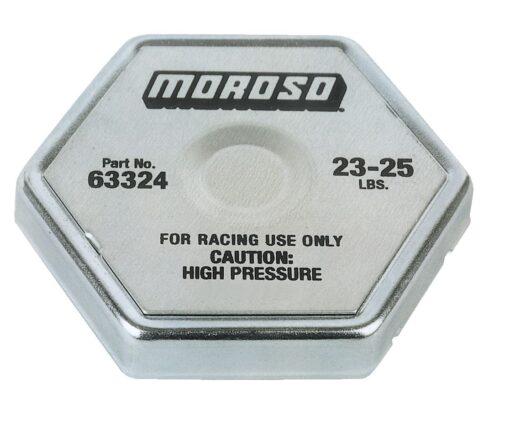 MOROSO
Part No.
63324
23-25
LBS.
FOR RACING USE ONLY
CAUTION:
HIGH PRESSURE